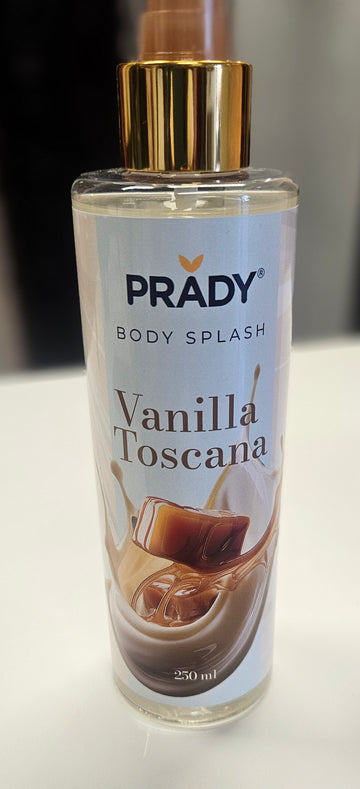 PRADY®
BODY SPLASH
Vanilla
Toscana
250 ml